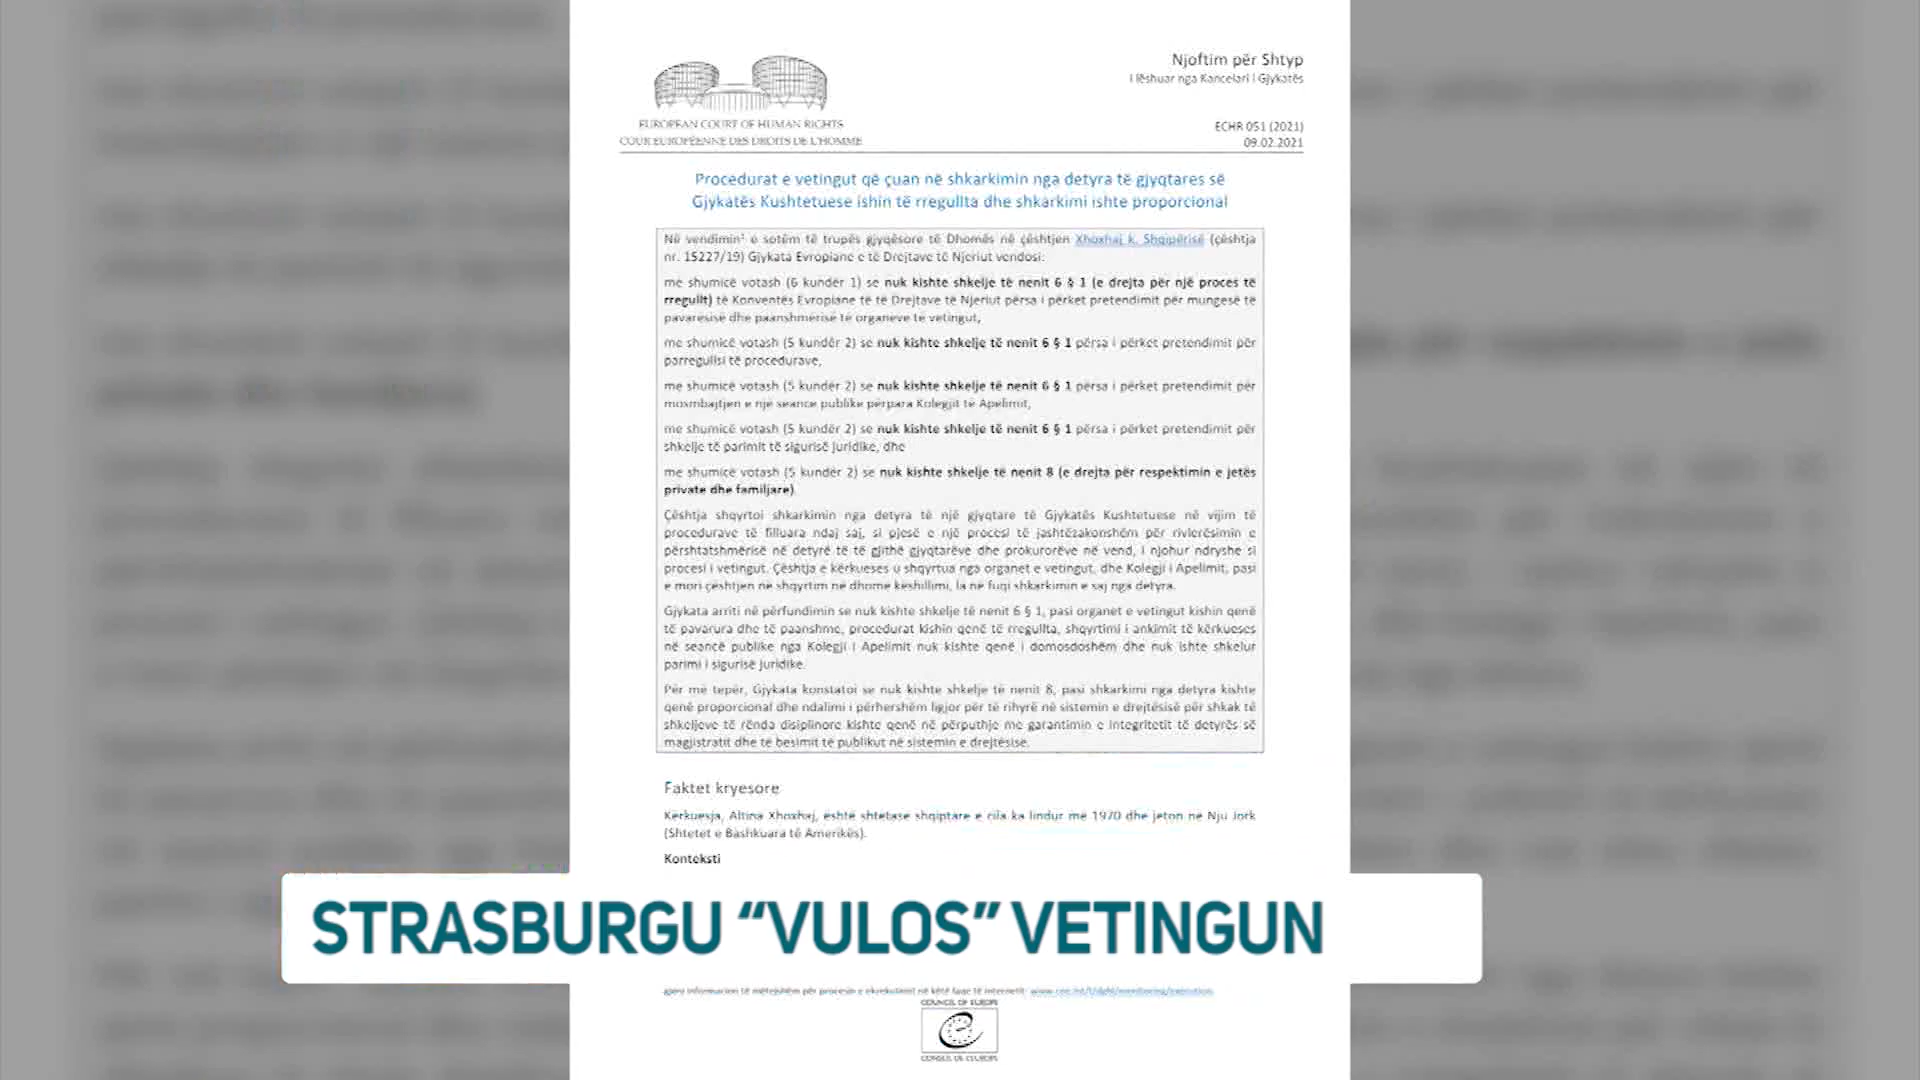 Njoftim për Shtyp
i lëshuar nga Kancelari i Gjykatës
EUROPEAN COURT OF HUMAN RIGHTS
COUR EUROPÉENNE DES DROITS DE L'HOMME
ECHR 051 (2021)
09.02.2021
Procedurat e vetingut që çuan në shkarkimin nga detyra të gjyqtares së
Gjykatës Kushtetuese ishin të rregullta dhe shkarkimi ishte proporcional
Në vendimin¹ e sotëm të trupës gjyqësore të Dhomës në çështjen Xhoxhaj k. Shqipërisë (çështja
nr. 15227/19) Gjykata Evropiane e të Drejtave të Njeriut vendosi:
me shumicë votash (6 kundër 1) se nuk kishte shkelje të nenit 6 § 1 (e drejta për një proces të
rregullt) të Konventës Evropiane të të Drejtave të Njeriut përsa i përket pretendimit për mungesë të
pavarësisë dhe paanshmërisë të organeve të vetingut,
me shumicë votash (5 kundër 2) se nuk kishte shkelje të nenit 6 § 1 përsa i përket pretendimit për
parregullsi të procedurave,
me shumicë votash (5 kundër 2) se nuk kishte shkelje të nenit 6 § 1 përsa i përket pretendimit për
mosmbajtjen e një seance publike përpara Kolegjit të Apelimit,
me shumicë votash (5 kundër 2) se nuk kishte shkelje të nenit 6 § 1 përsa i përket pretendimit për
shkelje të parimit të sigurisë juridike, dhe
me shumicë votash (5 kundër 2) se nuk kishte shkelje të nenit 8 (e drejta për respektimin e jetës
private dhe familjare).
Çështja shqyrtoi shkarkimin nga detyra të një gjyqtare të Gjykatës Kushtetuese në vijim të
procedurave të filluara ndaj saj, si pjesë e një procesi të jashtëzakonshëm për rivlerësimin e
përshtatshmërisë në detyrë të të gjithë gjyqtarëve dhe prokurorëve në vend, i njohur ndryshe si
procesi i vetingut. Çështja e kërkueses u shqyrtua nga organet e vetingut, dhe Kolegji i Apelimit, pasi
e mori çështjen në shqyrtim në dhomë këshillimi, la në fuqi shkarkimin e saj nga detyra.
Gjykata arriti në përfundimin se nuk kishte shkelje të nenit 6 § 1, pasi organet e vetingut kishin qenë
të pavarura dhe të paanshme, procedurat kishin qenë të rregullta, shqyrtimi i ankimit të kërkueses
në seancë publike nga Kolegji i Apelimit nuk kishte qenë i domosdoshëm dhe nuk ishte shkelur
parimi i sigurisë juridike.
Për më tepër, Gjykata konstatoi se nuk kishte shkelje të nenit 8, pasi shkarkimi nga detyra kishte
qenë proporcional dhe ndalimi i përhershëm ligjor për të rihyrë në sistemin e drejtësisë për shkak të
shkeljeve të rënda disiplinore kishte qenë në përputhje me garantimin e integritetit të detyrës së
magjistratit dhe të besimit të publikut në sistemin e drejtësisë.
Faktet kryesore
Kërkuesja, Altina Xhoxhaj, është shtetase shqiptare e cila ka lindur më 1970 dhe jeton në Nju Jork
(Shtetet e Bashkuara të Amerikës).
Konteksti
STRASBURGU “VULOS” VETINGUN
informacion të mëtejshëm për procesin e ekzekutimit në këtë faqe të internetit:
COUNCIL OF EUROPE
CONSEIL DE L'EUROPE